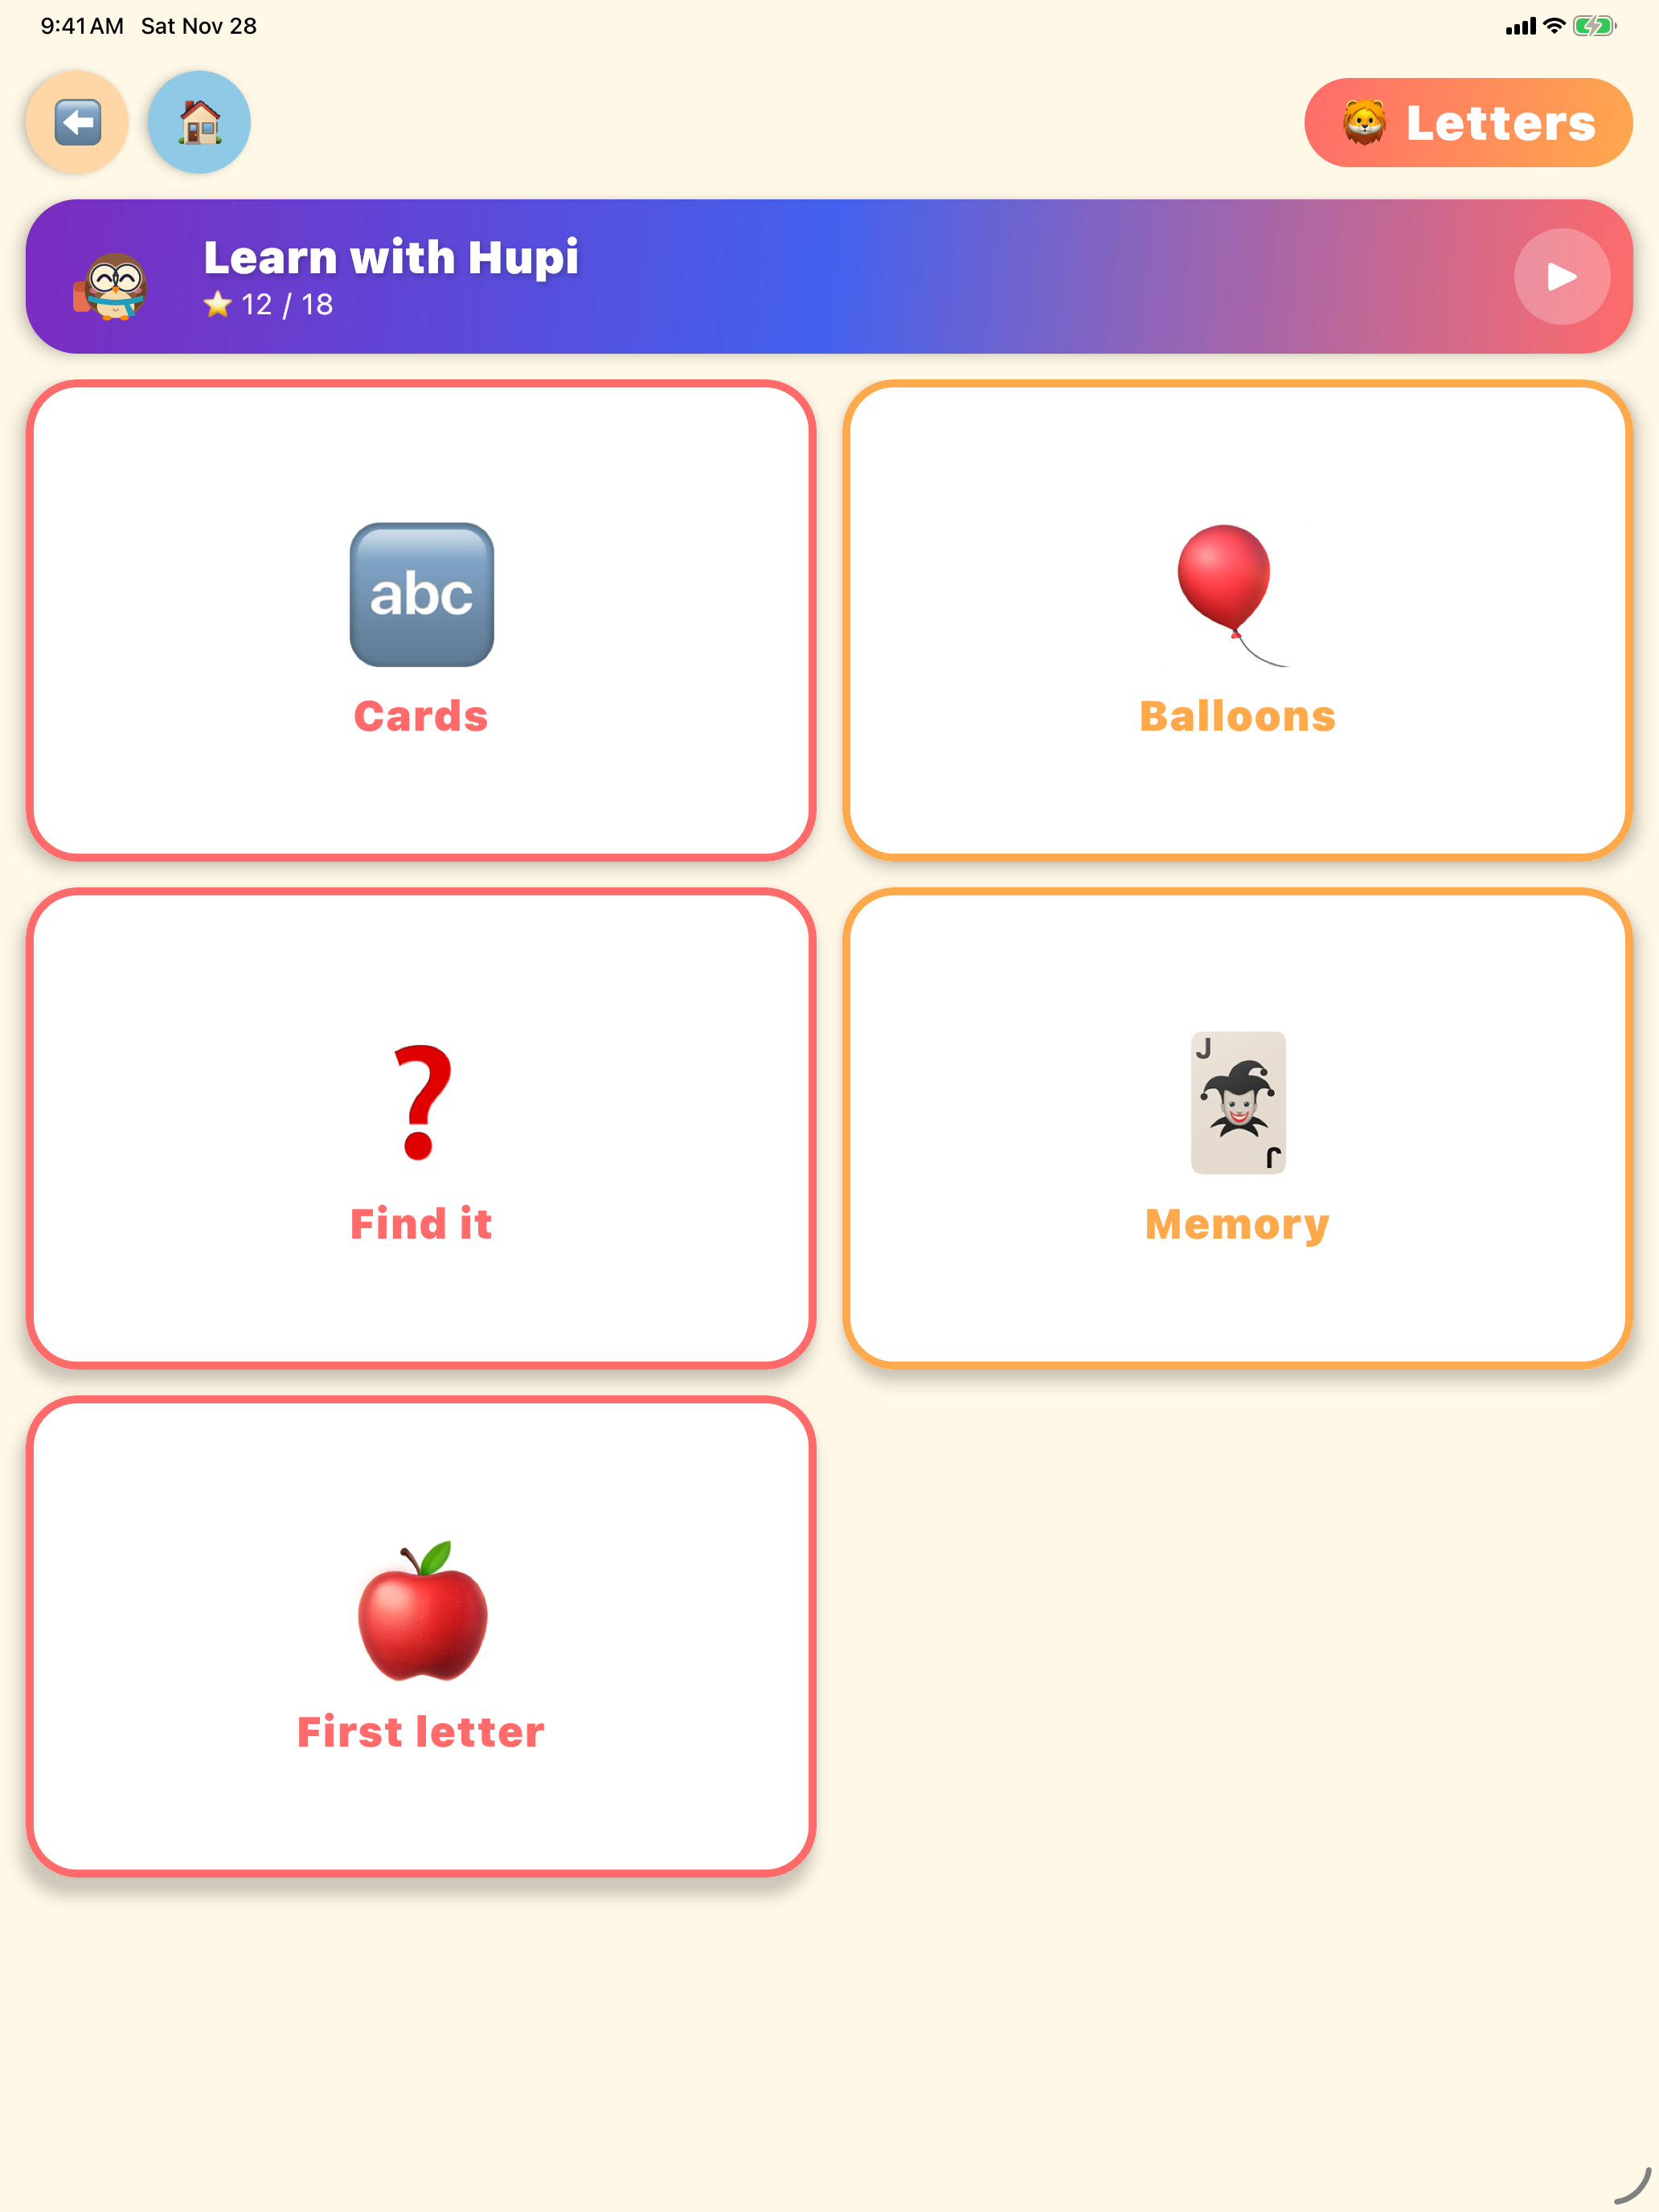 9:41 AM Sat Nov 28
Letters
Learn with Hupi
12 / 18
abc
Cards
Balloons
Find it
J
J
Memory
First letter